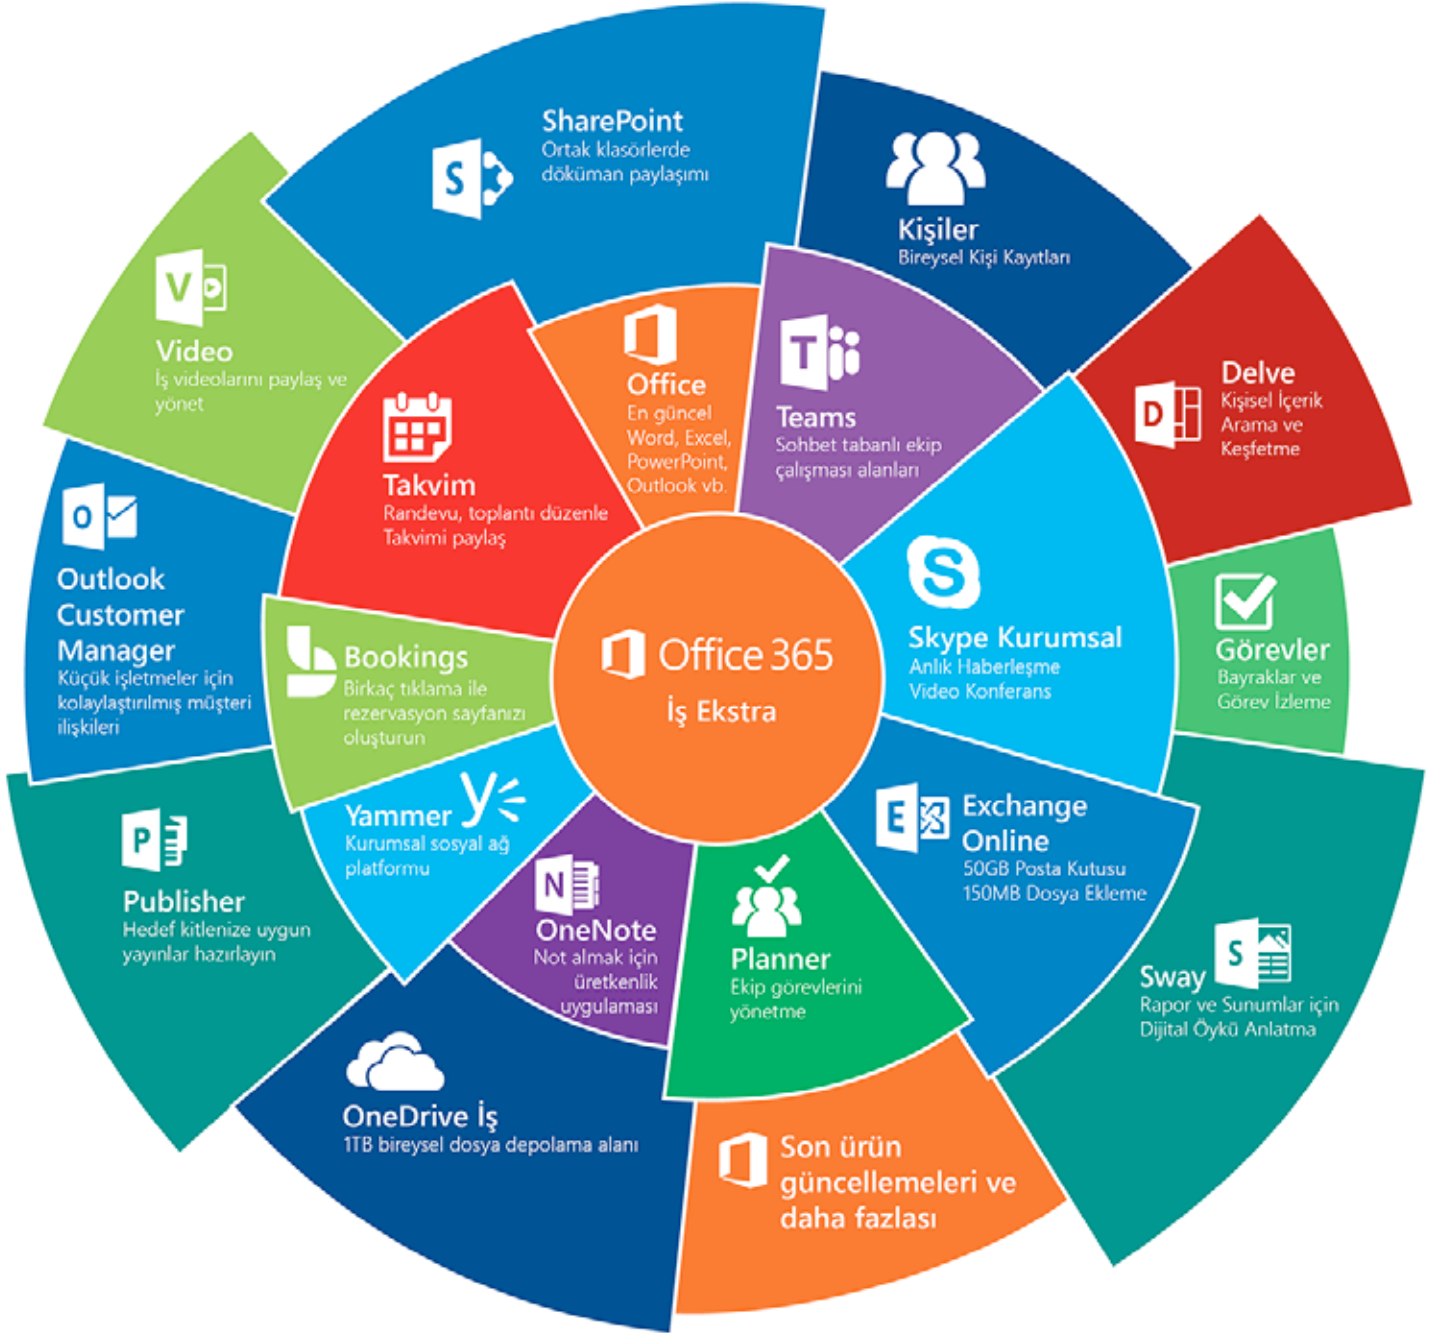 SharePoint
Ortak klasörlerde
döküman paylaşımı
S
Kişiler
Bireysel Kişi Kayıtları
Delve
Kişisel İçerik
Arama ve
Keşfetme
D
Görevler
Bayraklar ve
Görev İzleme
Sway
S
Rapor ve Sunumlar için
Dijital Öykü Anlatma
Son ürün
güncellemeleri ve
daha fazlası
OneDrive İş
1TB bireysel dosya depolama alanı
P
Publisher
Hedef kitlenize uygun
yayınlar hazırlayın
O
Outlook
Customer
Manager
Küçük işletmeler için
kolaylaştırılmış müşteri
ilişkileri
V
Video
İş videolarını paylaş ve
yönet
Office
En güncel
Word, Excel,
PowerPoint,
Outlook vb.
T
Teams
Sohbet tabanlı ekip
çalışması alanları
S
Skype Kurumsal
Anlık Haberleşme
Video Konferans
E
Exchange
Online
50GB Posta Kutusu
150MB Dosya Ekleme
Planner
Ekip görevlerini
yönetme
N
OneNote
Not almak için
üretkenlik
uygulaması
Yammer
Kurumsal sosyal ağ
platformu
Bookings
Birkaç tıklama ile
rezervasyon sayfanızı
oluşturun
Takvim
Randevu, toplantı düzenle
Takvimi paylaş
Office 365
İş Ekstra